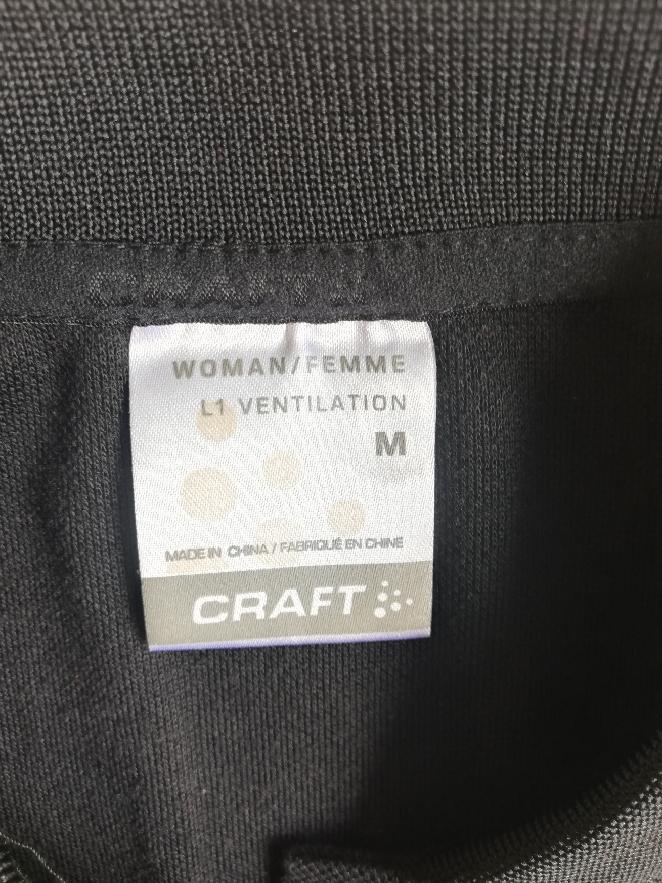 WOMAN/FEMME
L1 VENTILATION
M
MADE IN CHINA / FABRIQUÉ EN CHINE
CRAFT